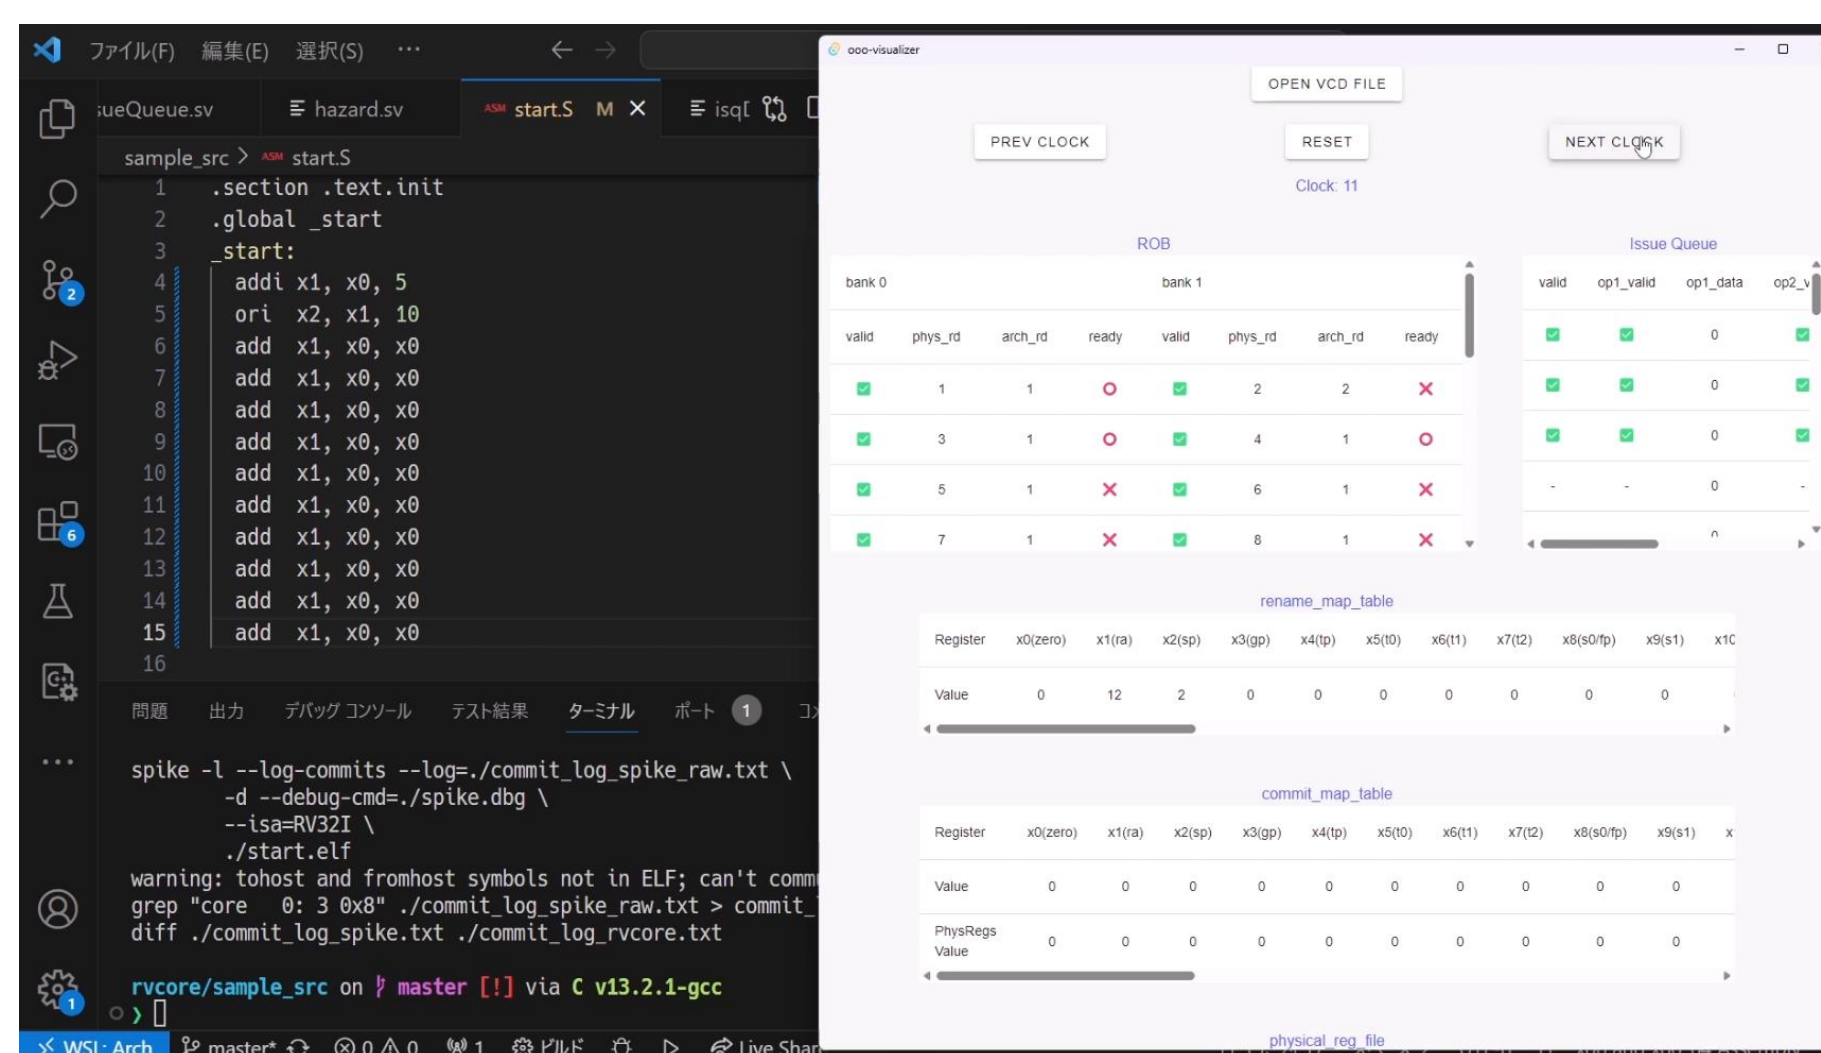 ファイル(F) 編集(E) 選択(S) …
sueQueue.sv hazard.sv ASM start.S M isq[
sample_src > ASM start.S
1 .section .text.init
2 .global _start
3 _start:
4 addi x1, x0, 5
5 ori x2, x1, 10
6 add x1, x0, x0
7 add x1, x0, x0
8 add x1, x0, x0
9 add x1, x0, x0
10 add x1, x0, x0
11 add x1, x0, x0
12 add x1, x0, x0
13 add x1, x0, x0
14 add x1, x0, x0
15 add x1, x0, x0
16
2
6
1
問題 出力 デバッグ コンソール テスト結果 ターミナル ポート 1 コ
spike -l --log-commits --log=./commit_log_spike_raw.txt \
-d --debug-cmd=./spike.dbg \
--isa=RV32I \
./start.elf
warning: tohost and fromhost symbols not in ELF; can't comm
grep "core 0: 3 0x8" ./commit_log_spike_raw.txt > commit_
diff ./commit_log_spike.txt ./commit_log_rvcore.txt
rvcore/sample_src on master [!] via C v13.2.1-gcc
❯
WSL: Arch master* 0 0 1 ビルド Live Shar
ooo-visualizer
OPEN VCD FILE
PREV CLOCK RESET NEXT CLOCK
Clock: 11
ROB
bank 0 bank 1
valid phys_rd arch_rd ready valid phys_rd arch_rd ready
1 1 2 2
3 1 4 1
5 1 6 1
7 1 8 1
Issue Queue
valid op1_valid op1_data op2_v
0
0
0
- - 0 -
0
rename_map_table
Register x0(zero) x1(ra) x2(sp) x3(gp) x4(tp) x5(t0) x6(t1) x7(t2) x8(s0/fp) x9(s1) x10
Value 0 12 2 0 0 0 0 0 0 0
commit_map_table
Register x0(zero) x1(ra) x2(sp) x3(gp) x4(tp) x5(t0) x6(t1) x7(t2) x8(s0/fp) x9(s1) x
Value 0 0 0 0 0 0 0 0 0 0
PhysRegs
Value 0 0 0 0 0 0 0 0 0 0
physical_reg_file